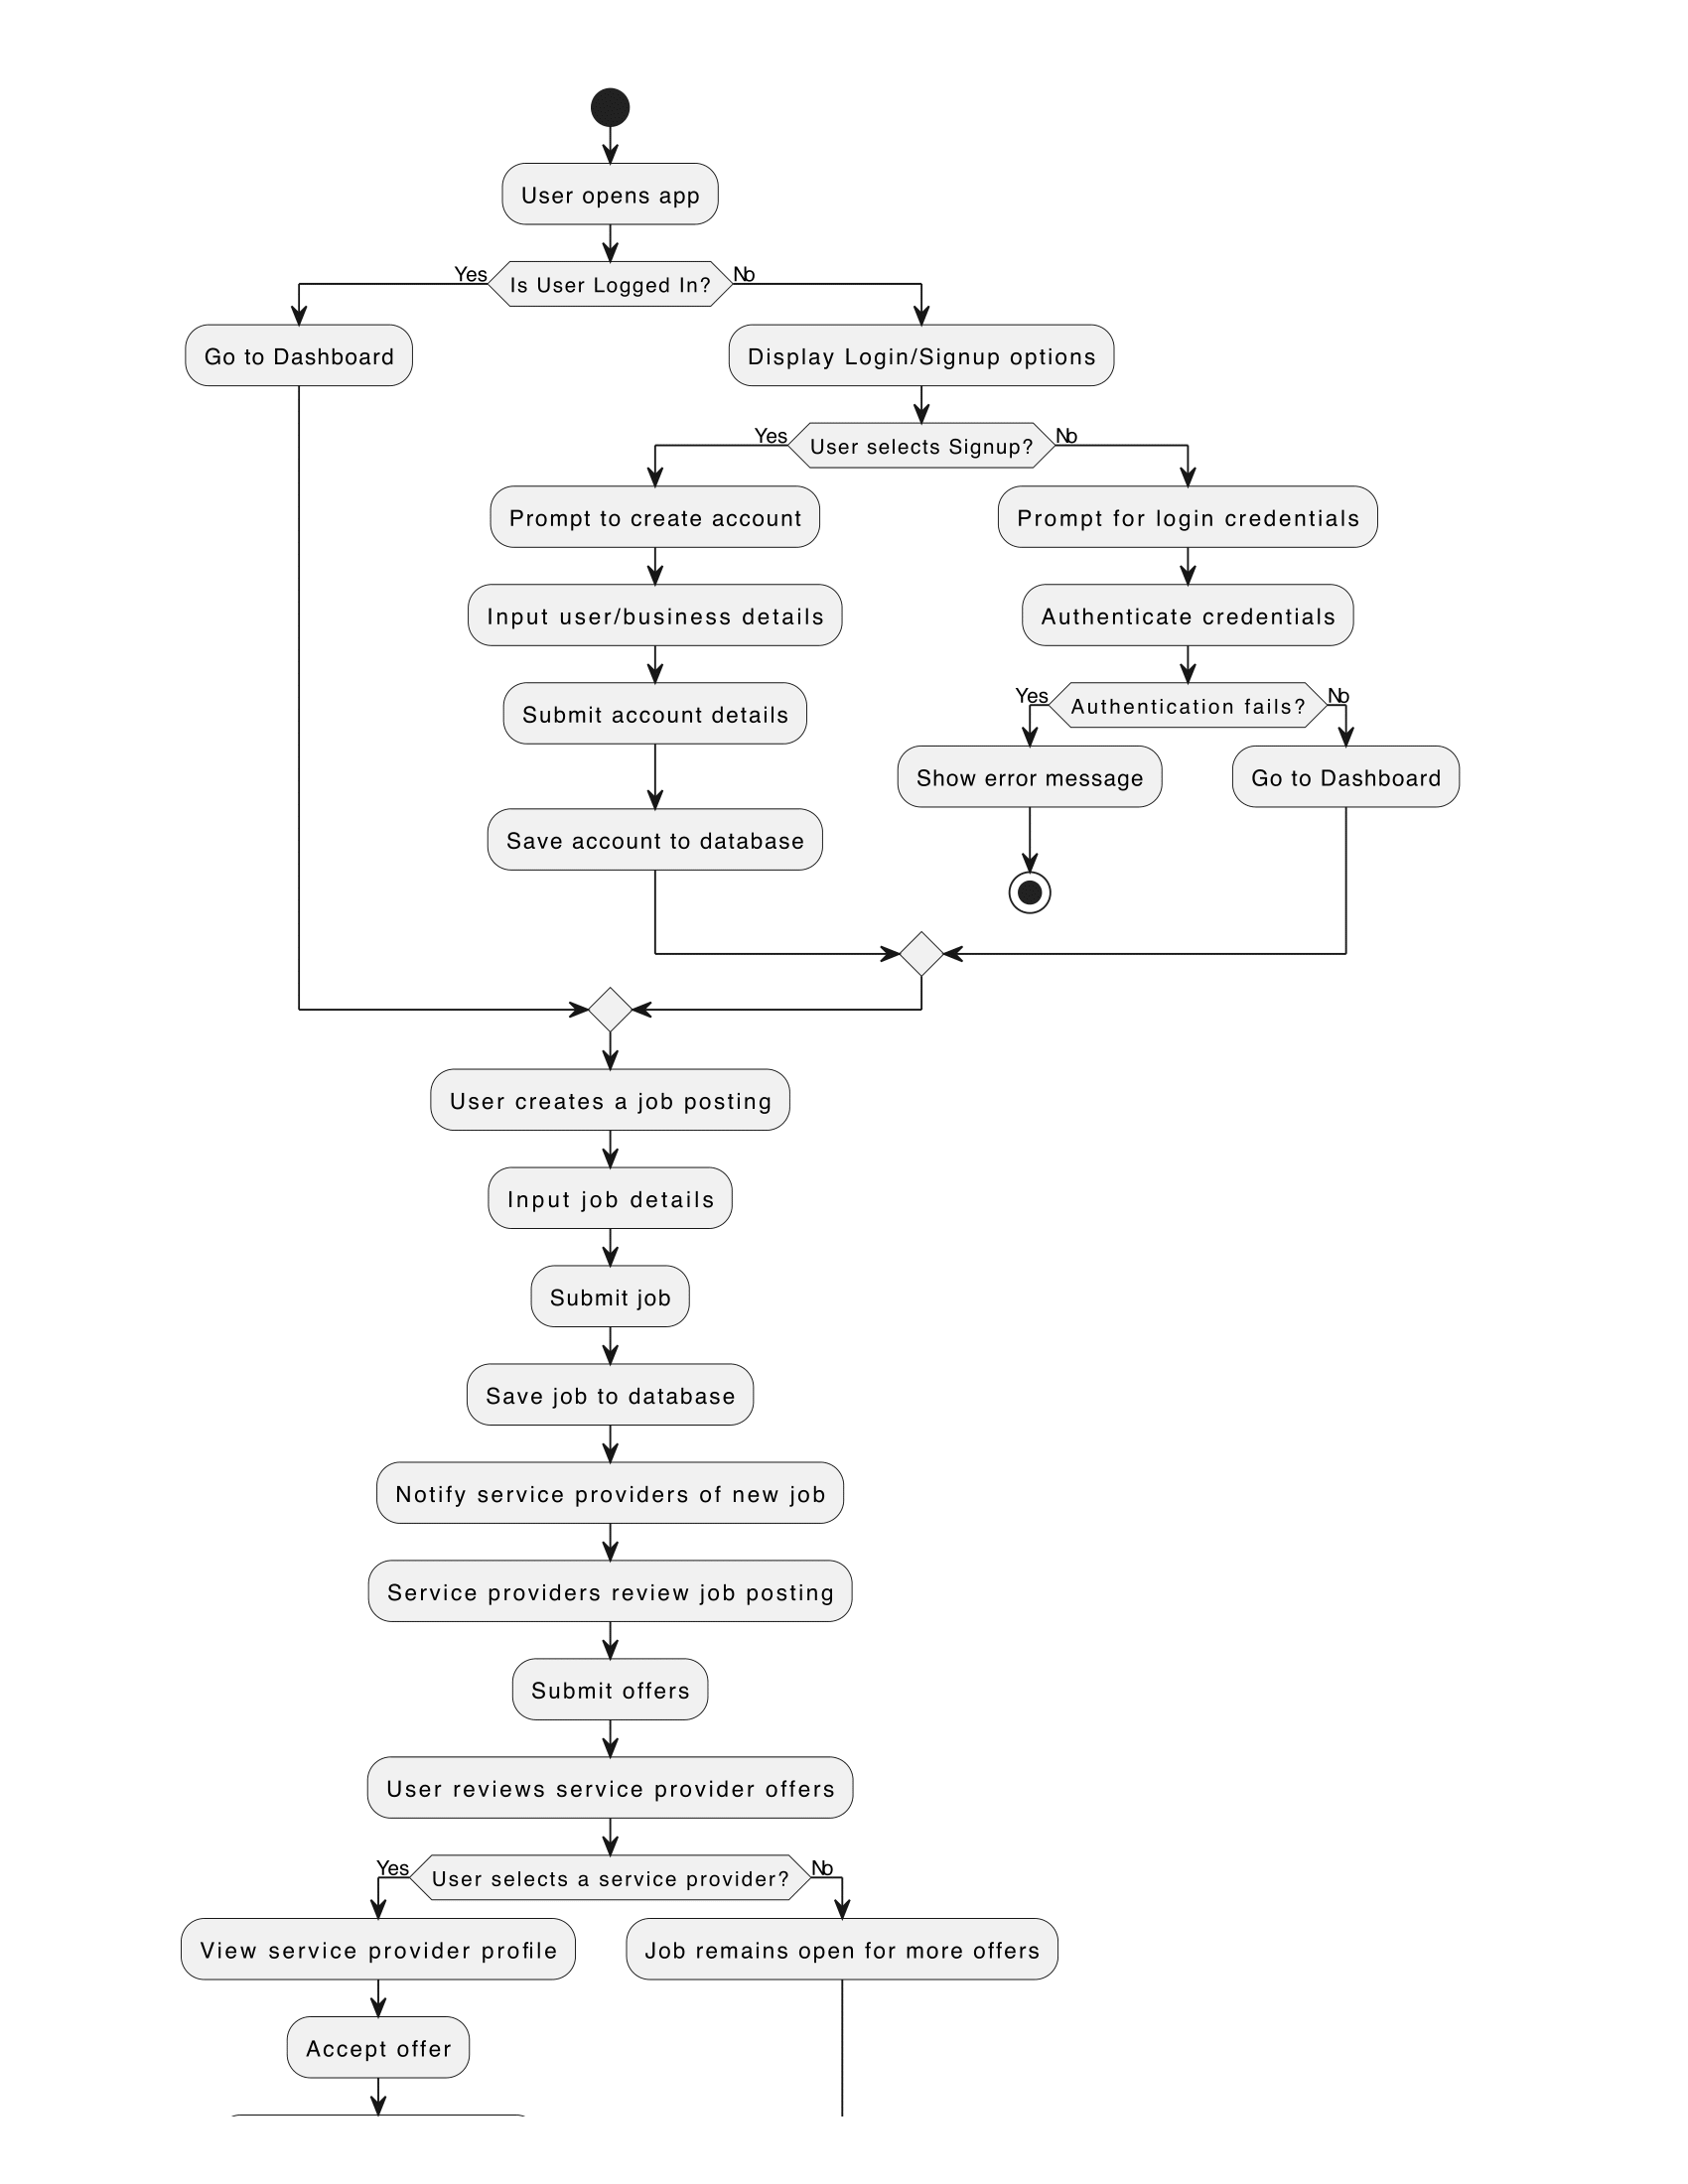 User opens app
Yes
Is User Logged In?
No
Go to Dashboard
Display Login/Signup options
Yes
User selects Signup?
No
Prompt to create account
Prompt for login credentials
Input user/business details
Authenticate credentials
Submit account details
Yes
Authentication fails?
No
Show error message
Go to Dashboard
Save account to database
User creates a job posting
Input job details
Submit job
Save job to database
Notify service providers of new job
Service providers review job posting
Submit offers
User reviews service provider offers
Yes
User selects a service provider?
No
View service provider profile
Job remains open for more offers
Accept offer